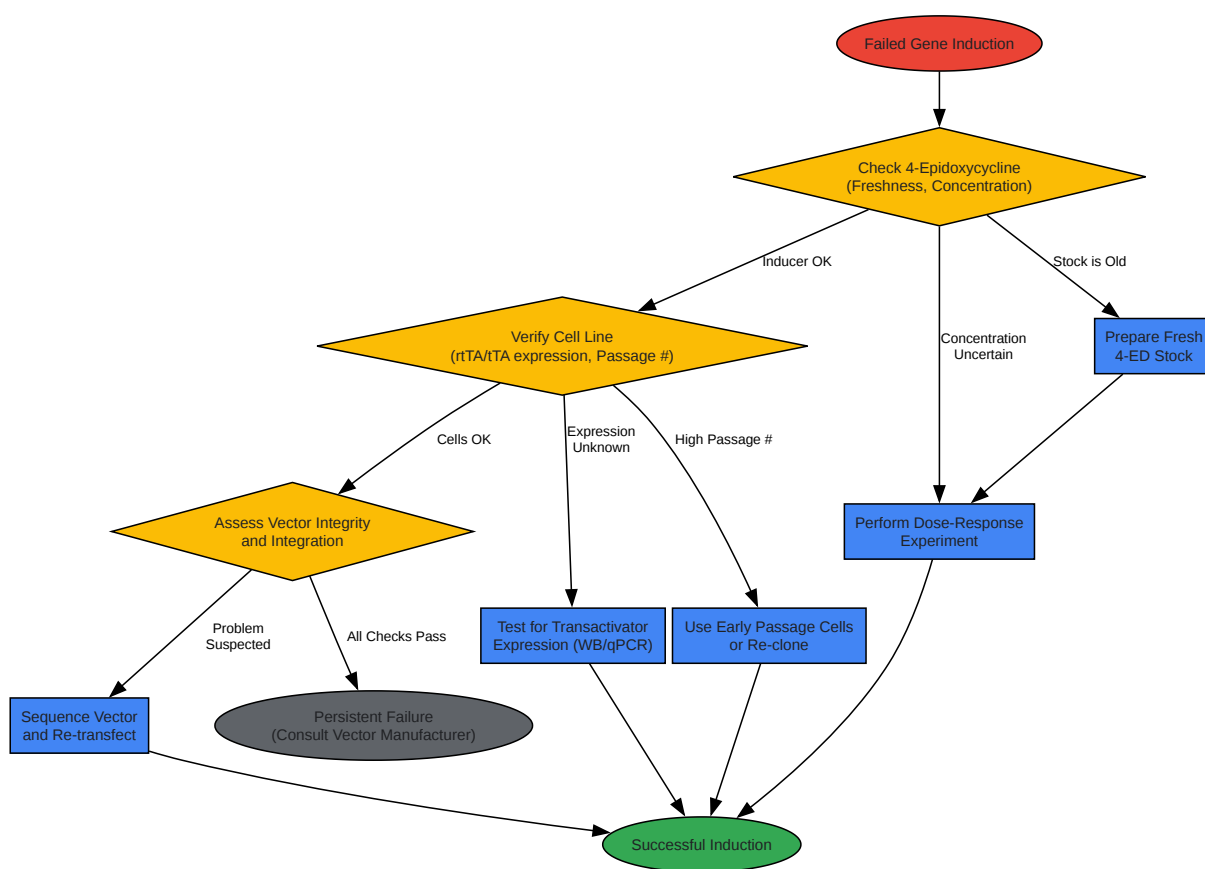 Failed Gene Induction
Check 4-Epidoxycycline
(Freshness, Concentration)
Inducer OK
Stock is Old
Concentration
Uncertain
Prepare Fresh
4-ED Stock
Verify Cell Line
(rtTA/tTA expression, Passage #)
Cells OK
Expression
Unknown
High Passage #
Assess Vector Integrity
and Integration
Perform Dose-Response
Experiment
Problem
Suspected
All Checks Pass
Test for Transactivator
Expression (WB/qPCR)
Use Early Passage Cells
or Re-clone
Sequence Vector
and Re-transfect
Persistent Failure
(Consult Vector Manufacturer)
Successful Induction